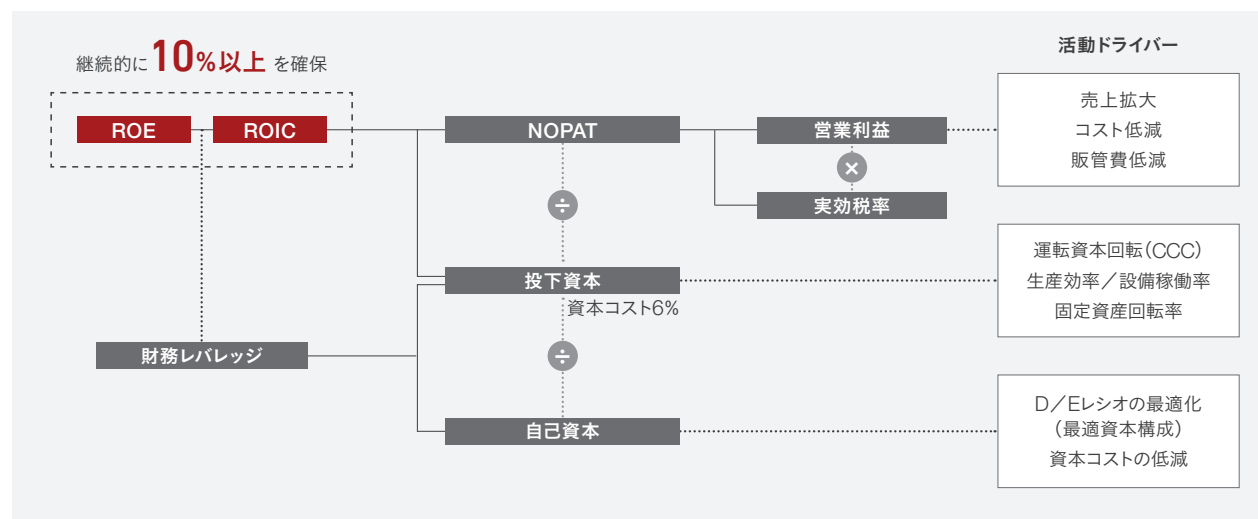 継続的に10%以上 を確保
ROE
ROIC
財務レバレッジ
NOPAT
÷
投下資本
資本コスト6%
÷
自己資本
営業利益
×
実効税率
活動ドライバー
売上拡大
コスト低減
販管費低減
運転資本回転(CCC)
生産効率／設備稼働率
固定資産回転率
D／Eレシオの最適化
(最適資本構成)
資本コストの低減